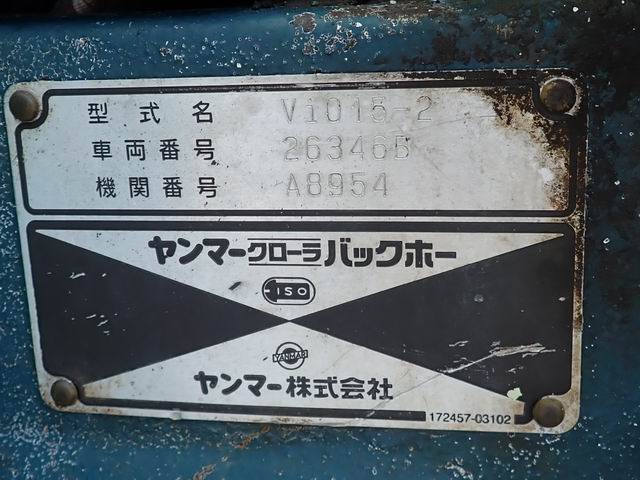 型式名 ViO15-2
車両番号 263465
機関番号 A8954
ヤンマークローラバックホー
ISO
YANMAR
ヤンマー株式会社
172457-03102